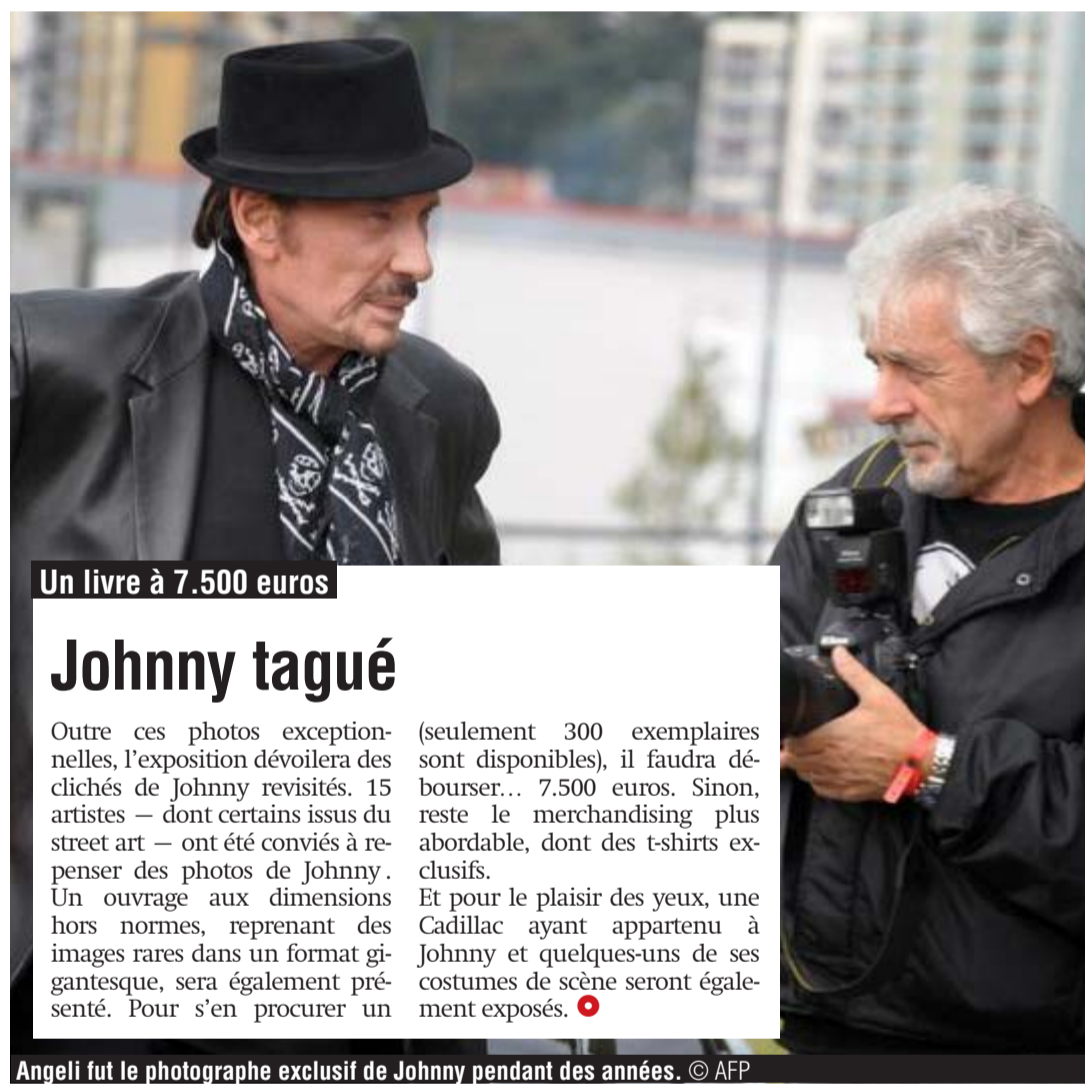 Un livre à 7.500 euros
Johnny tagué
Outre ces photos exception-
nelles, l’exposition dévoilera des
clichés de Johnny revisités. 15
artistes — dont certains issus du
street art — ont été conviés à re-
penser des photos de Johnny.
Un ouvrage aux dimensions
hors normes, reprenant des
images rares dans un format gi-
gantesque, sera également pré-
senté. Pour s’en procurer un
(seulement 300 exemplaires
sont disponibles), il faudra dé-
bourser… 7.500 euros. Sinon,
reste le merchandising plus
abordable, dont des t-shirts ex-
clusifs.
Et pour le plaisir des yeux, une
Cadillac ayant appartenu à
Johnny et quelques-uns de ses
costumes de scène seront égale-
ment exposés.
Angeli fut le photographe exclusif de Johnny pendant des années. © AFP